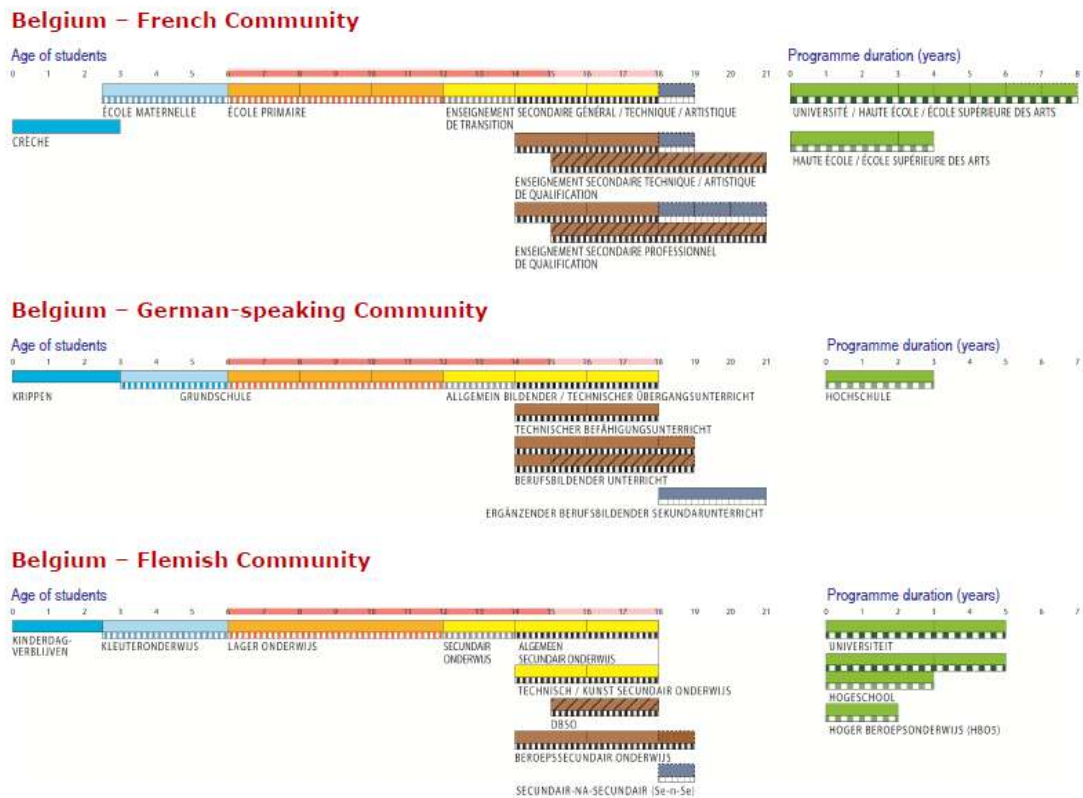 Belgium – French Community
Age of students
Programme duration (years)
0 1 2 3 4 5 6 7 8 9 10 11 12 13 14 15 16 17 18 19 20 21
0 1 2 3 4 5 6 7 8
ÉCOLE MATERNELLE
ÉCOLE PRIMAIRE
ENSEIGNEMENT SECONDAIRE GÉNÉRAL / TECHNIQUE / ARTISTIQUE
DE TRANSITION
UNIVERSITÉ / HAUTE ÉCOLE / ÉCOLE SUPÉRIEURE DES ARTS
CRÈCHE
HAUTE ÉCOLE / ÉCOLE SUPÉRIEURE DES ARTS
ENSEIGNEMENT SECONDAIRE TECHNIQUE / ARTISTIQUE
DE QUALIFICATION
ENSEIGNEMENT SECONDAIRE PROFESSIONNEL
DE QUALIFICATION
Belgium – German-speaking Community
Age of students
Programme duration (years)
0 1 2 3 4 5 6 7 8 9 10 11 12 13 14 15 16 17 18 19 20 21
0 1 2 3 4 5 6 7
KRIPPEN
GRUNDSCHULE
ALLGEMEIN BILDENDER / TECHNISCHER ÜBERGANGSUNTERRICHT
HOCHSCHULE
TECHNISCHER BEFÄHIGUNGSUNTERRICHT
BERUFSBILDENDER UNTERRICHT
ERGÄNZENDER BERUFSBILDENDER SEKUNDARUNTERRICHT
Belgium – Flemish Community
Age of students
Programme duration (years)
0 1 2 3 4 5 6 7 8 9 10 11 12 13 14 15 16 17 18 19 20 21
0 1 2 3 4 5 6 7
KINDERDAG-
VERBLIJVEN
KLEUTERONDERWIJS
LAGER ONDERWIJS
SECUNDAIR
ONDERWIJS
ALGEMEEN
SECUNDAIR ONDERWIJS
UNIVERSITEIT
TECHNISCH / KUNST SECUNDAIR ONDERWIJS
HOGESCHOOL
DBSO
HOGER BEROEPSONDERWIJS (HBO5)
BEROEPSSECUNDAIR ONDERWIJS
SECUNDAIR-NA-SECUNDAIR (Se-n-Se)